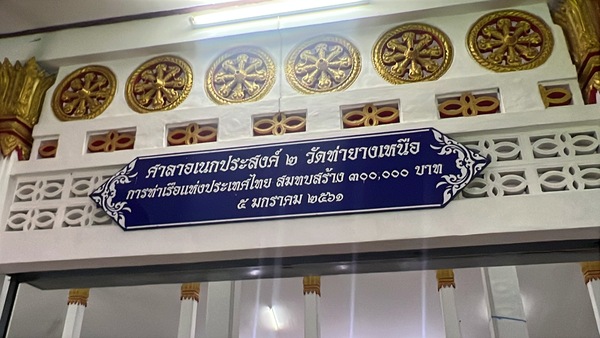 ศาลาอเนกประสงค์ ๒ วัดท่ายางเหนือ
การท่าเรือแห่งประเทศไทย สมทบสร้าง ๓๐๐,๐๐๐ บาท
๕ มกราคม ๒๕๖๑